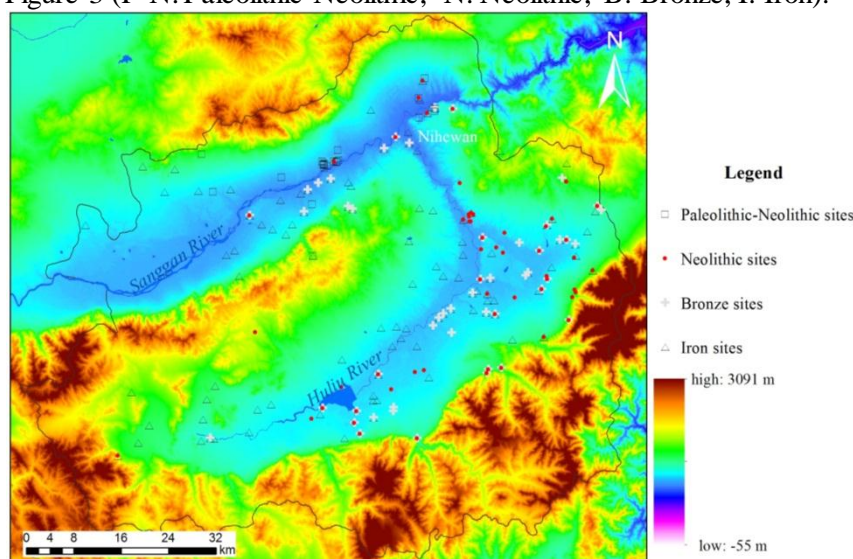 Figure 3 (P-N: Paleolithic-Neolithic; N: Neolithic; B: Bronze; I: Iron).
N
Nihewan
Sanggan River
Huliu River
Legend
Paleolithic-Neolithic sites
Neolithic sites
Bronze sites
Iron sites
high: 3091 m
low: -55 m
0 4 8 16 24 32
km